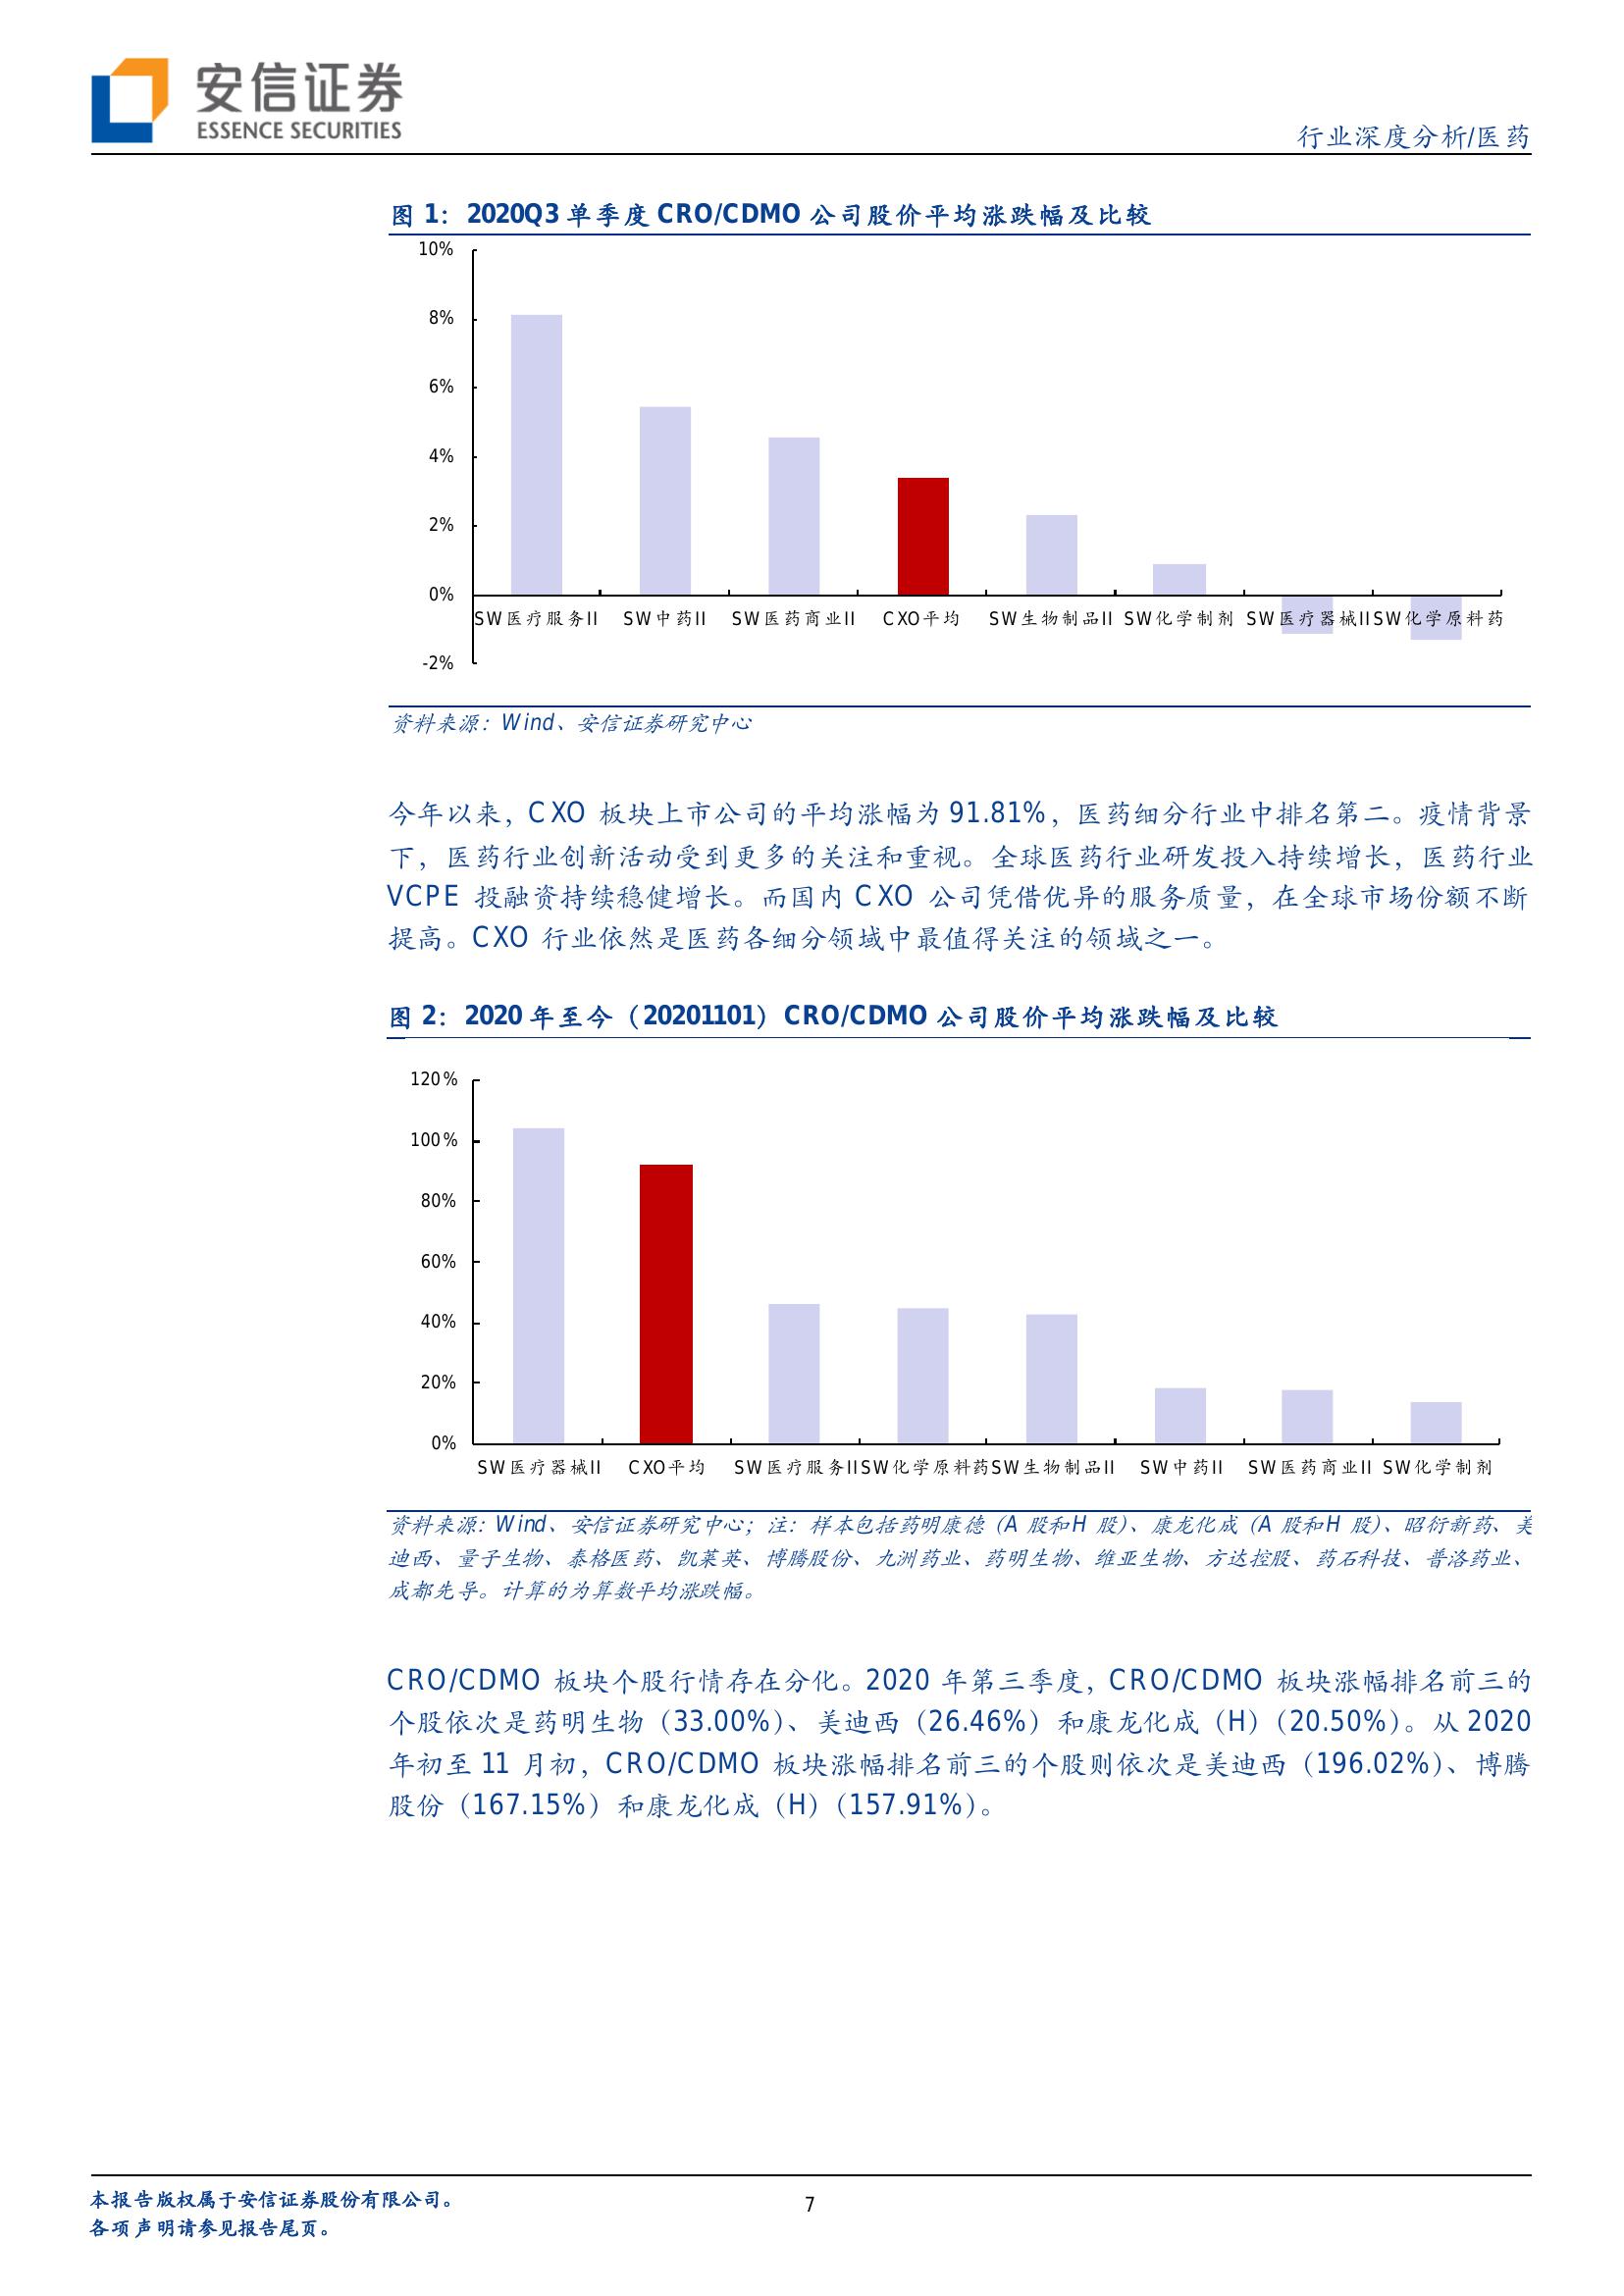 安信证券
ESSENCE SECURITIES
行业深度分析/医药
图 1：2020Q3 单季度 CRO/CDMO 公司股价平均涨跌幅及比较
10%
8%
6%
4%
2%
0%
-2%
SW医疗服务II SW中药II SW医药商业II CXO平均 SW生物制品II SW化学制剂 SW医疗器械II SW化学原料药
资料来源：Wind、安信证券研究中心
今年以来，CXO 板块上市公司的平均涨幅为 91.81%，医药细分行业中排名第二。疫情背景
下，医药行业创新活动受到更多的关注和重视。全球医药行业研发投入持续增长，医药行业
VCPE 投融资持续稳健增长。而国内 CXO 公司凭借优异的服务质量，在全球市场份额不断
提高。CXO 行业依然是医药各细分领域中最值得关注的领域之一。
图 2：2020 年至今（20201101）CRO/CDMO 公司股价平均涨跌幅及比较
120%
100%
80%
60%
40%
20%
0%
SW医疗器械II CXO平均 SW医疗服务II SW化学原料药 SW生物制品II SW中药II SW医药商业II SW化学制剂
资料来源：Wind、安信证券研究中心；注：样本包括药明康德（A 股和H 股）、康龙化成（A 股和H 股）、昭衍新药、美
迪西、量子生物、泰格医药、凯莱英、博腾股份、九洲药业、药明生物、维亚生物、方达控股、药石科技、普洛药业、
成都先导。计算的为算数平均涨跌幅。
CRO/CDMO 板块个股行情存在分化。2020 年第三季度，CRO/CDMO 板块涨幅排名前三的
个股依次是药明生物（33.00%）、美迪西（26.46%）和康龙化成（H）（20.50%）。从 2020
年初至 11 月初，CRO/CDMO 板块涨幅排名前三的个股则依次是美迪西（196.02%）、博腾
股份（167.15%）和康龙化成（H）（157.91%）。
本报告版权属于安信证券股份有限公司。
各项声明请参见报告尾页。
7